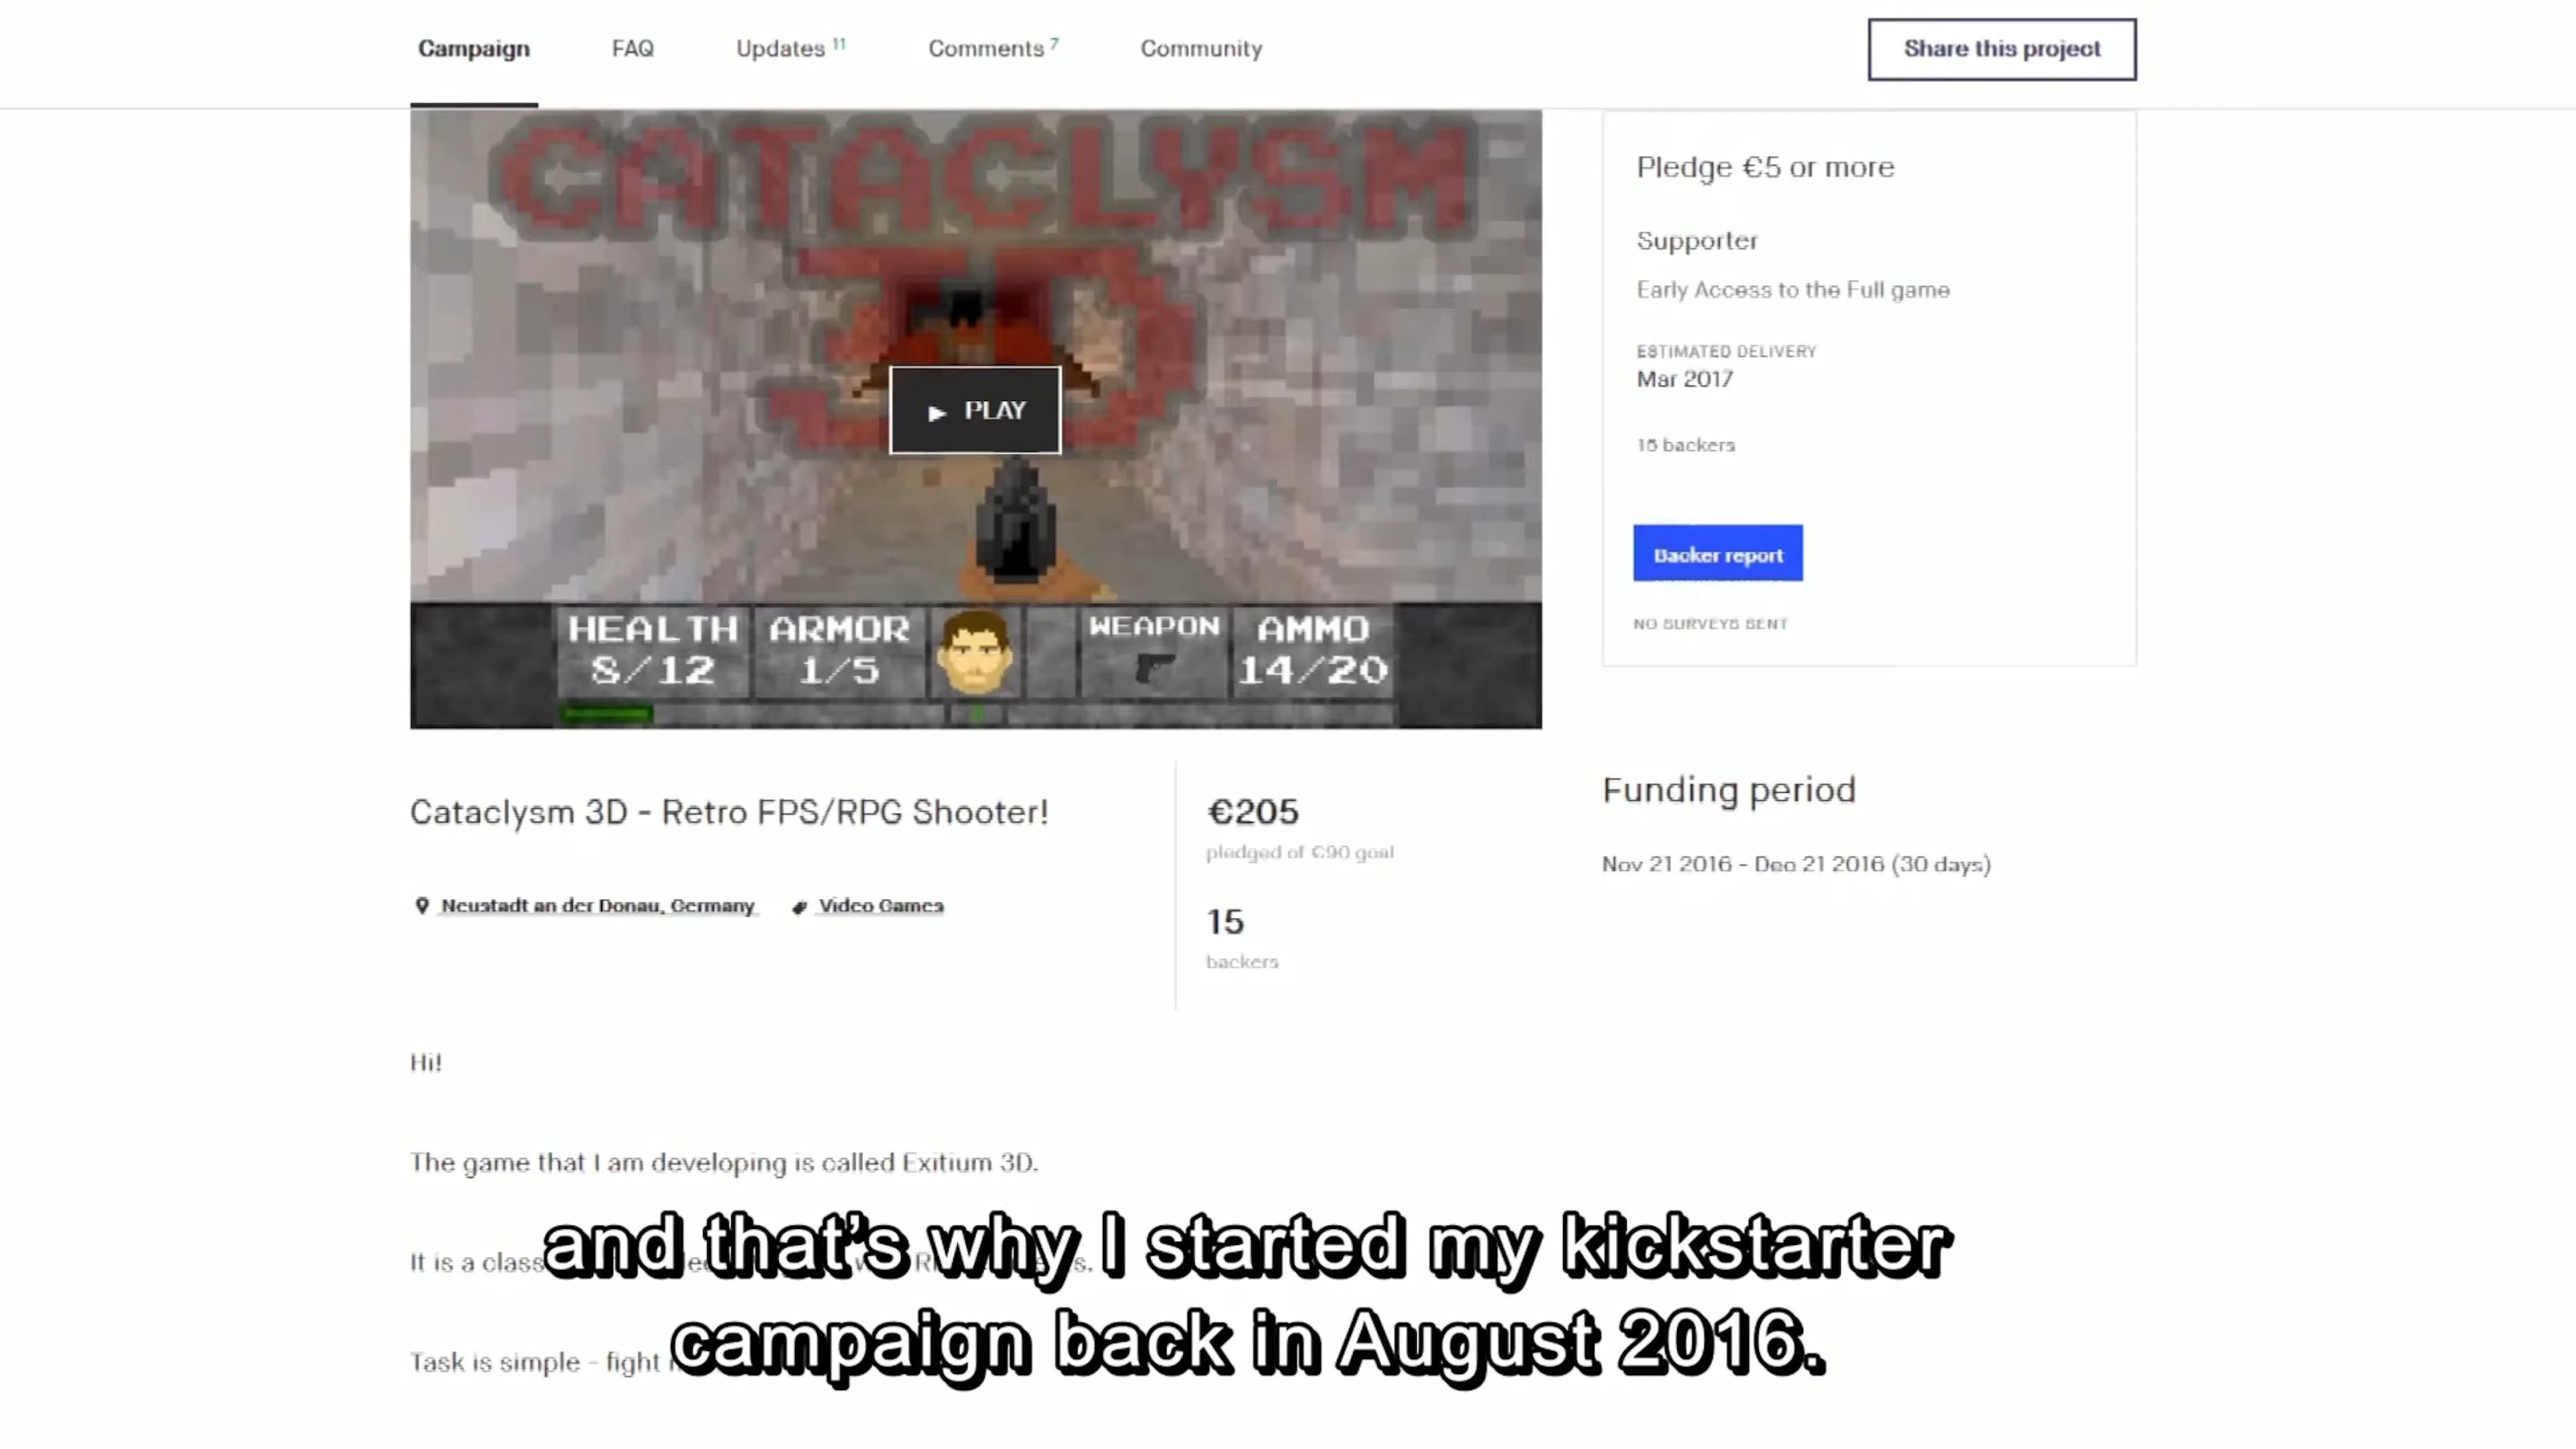 Campaign
FAQ
Updates 11
Comments 7
Community
Share this project
CATACLYSM
3D
PLAY
HEALTH
8/12
ARMOR
1/5
WEAPON
AMMO
14/20
Pledge €5 or more
Supporter
Early Access to the Full game
ESTIMATED DELIVERY
Mar 2017
15 backers
Backer report
NO SURVEYS SENT
Cataclysm 3D - Retro FPS/RPG Shooter!
Neustadt an der Donau, Germany
Video Games
€205
pledged of €90 goal
15
backers
Funding period
Nov 21 2016 - Dec 21 2016 (30 days)
Hi!
The game that I am developing is called Exitium 3D.
It is a
Task is simple - fight
and that's why I started my kickstarter
campaign back in August 2016.